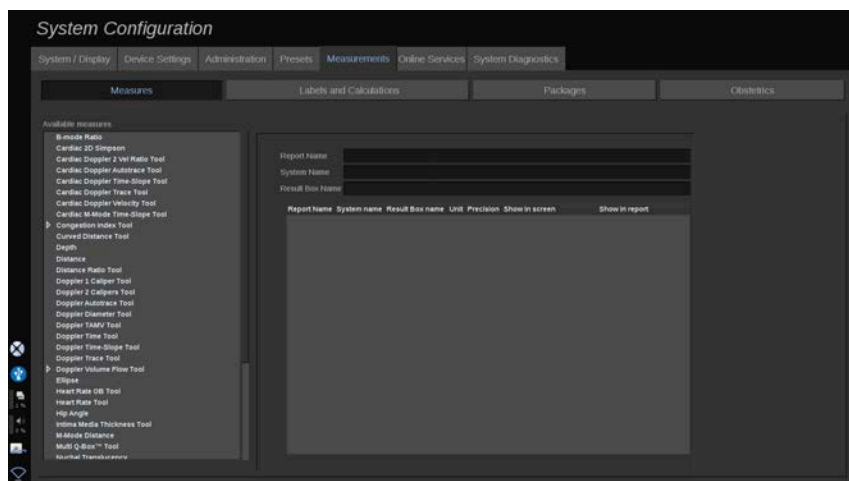 System Configuration
System / Display Device Settings Administration Presets Measurements Online Services System Diagnostics
Measures Labels and Calculations Packages Obstetrics
Available measures
B-mode Ratio
Cardiac 2D Simpson
Cardiac Doppler 2 Vel Ratio Tool
Cardiac Doppler Autotrace Tool
Cardiac Doppler Time-Slope Tool
Cardiac Doppler Trace Tool
Cardiac Doppler Velocity Tool
Cardiac M-Mode Time-Slope Tool
Congestion Index Tool
Curved Distance Tool
Depth
Distance
Distance Ratio Tool
Doppler 1 Caliper Tool
Doppler 2 Calipers Tool
Doppler Autotrace Tool
Doppler Diameter Tool
Doppler TAMV Tool
Doppler Time Tool
Doppler Time-Slope Tool
Doppler Trace Tool
Doppler Volume Flow Tool
Ellipse
Heart Rate OB Tool
Heart Rate Tool
Hip Angle
Intima Media Thickness Tool
M-Mode Distance
Multi Q-Box™ Tool
Nuchal Translucency
Report Name
System Name
Result Box Name
Report Name System name Result Box name Unit Precision Show in screen Show in report